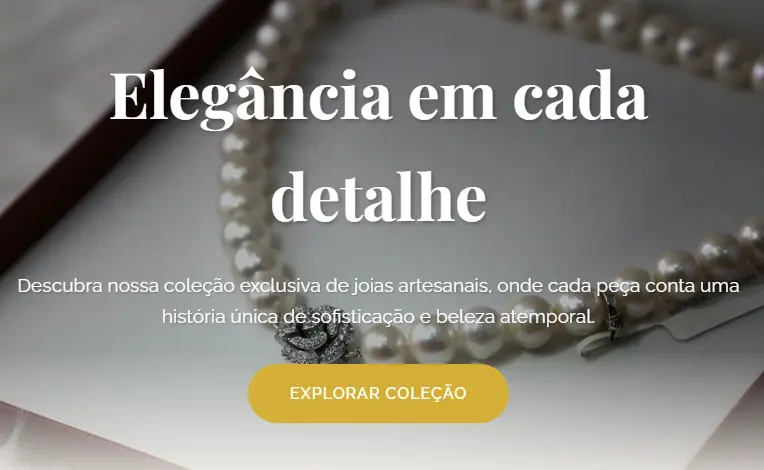 Elegância em cada
detalhe
Descubra nossa coleção exclusiva de joias artesanais, onde cada peça conta uma
história única de sofisticação e beleza atemporal.
EXPLORAR COLEÇÃO